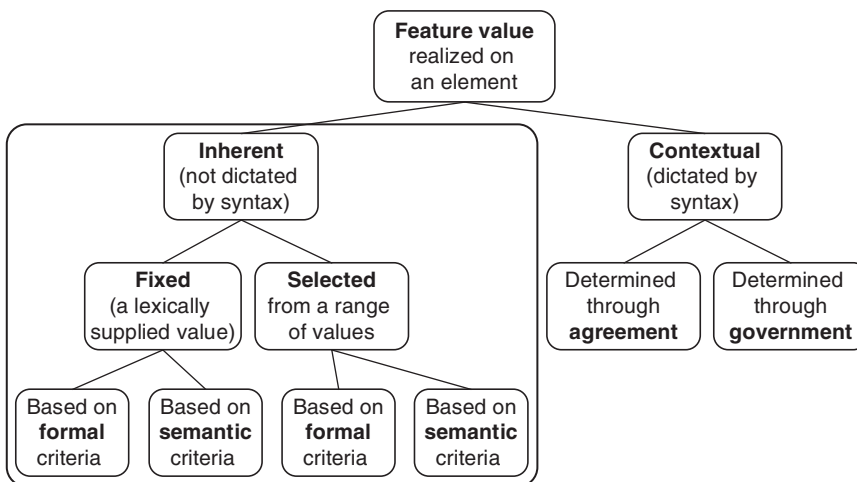 Feature value
realized on
an element
Inherent
(not dictated
by syntax)
Contextual
(dictated by
syntax)
Fixed
(a lexically
supplied value)
Selected
from a range
of values
Determined
through
agreement
Determined
through
government
Based on
formal
criteria
Based on
semantic
criteria
Based on
formal
criteria
Based on
semantic
criteria